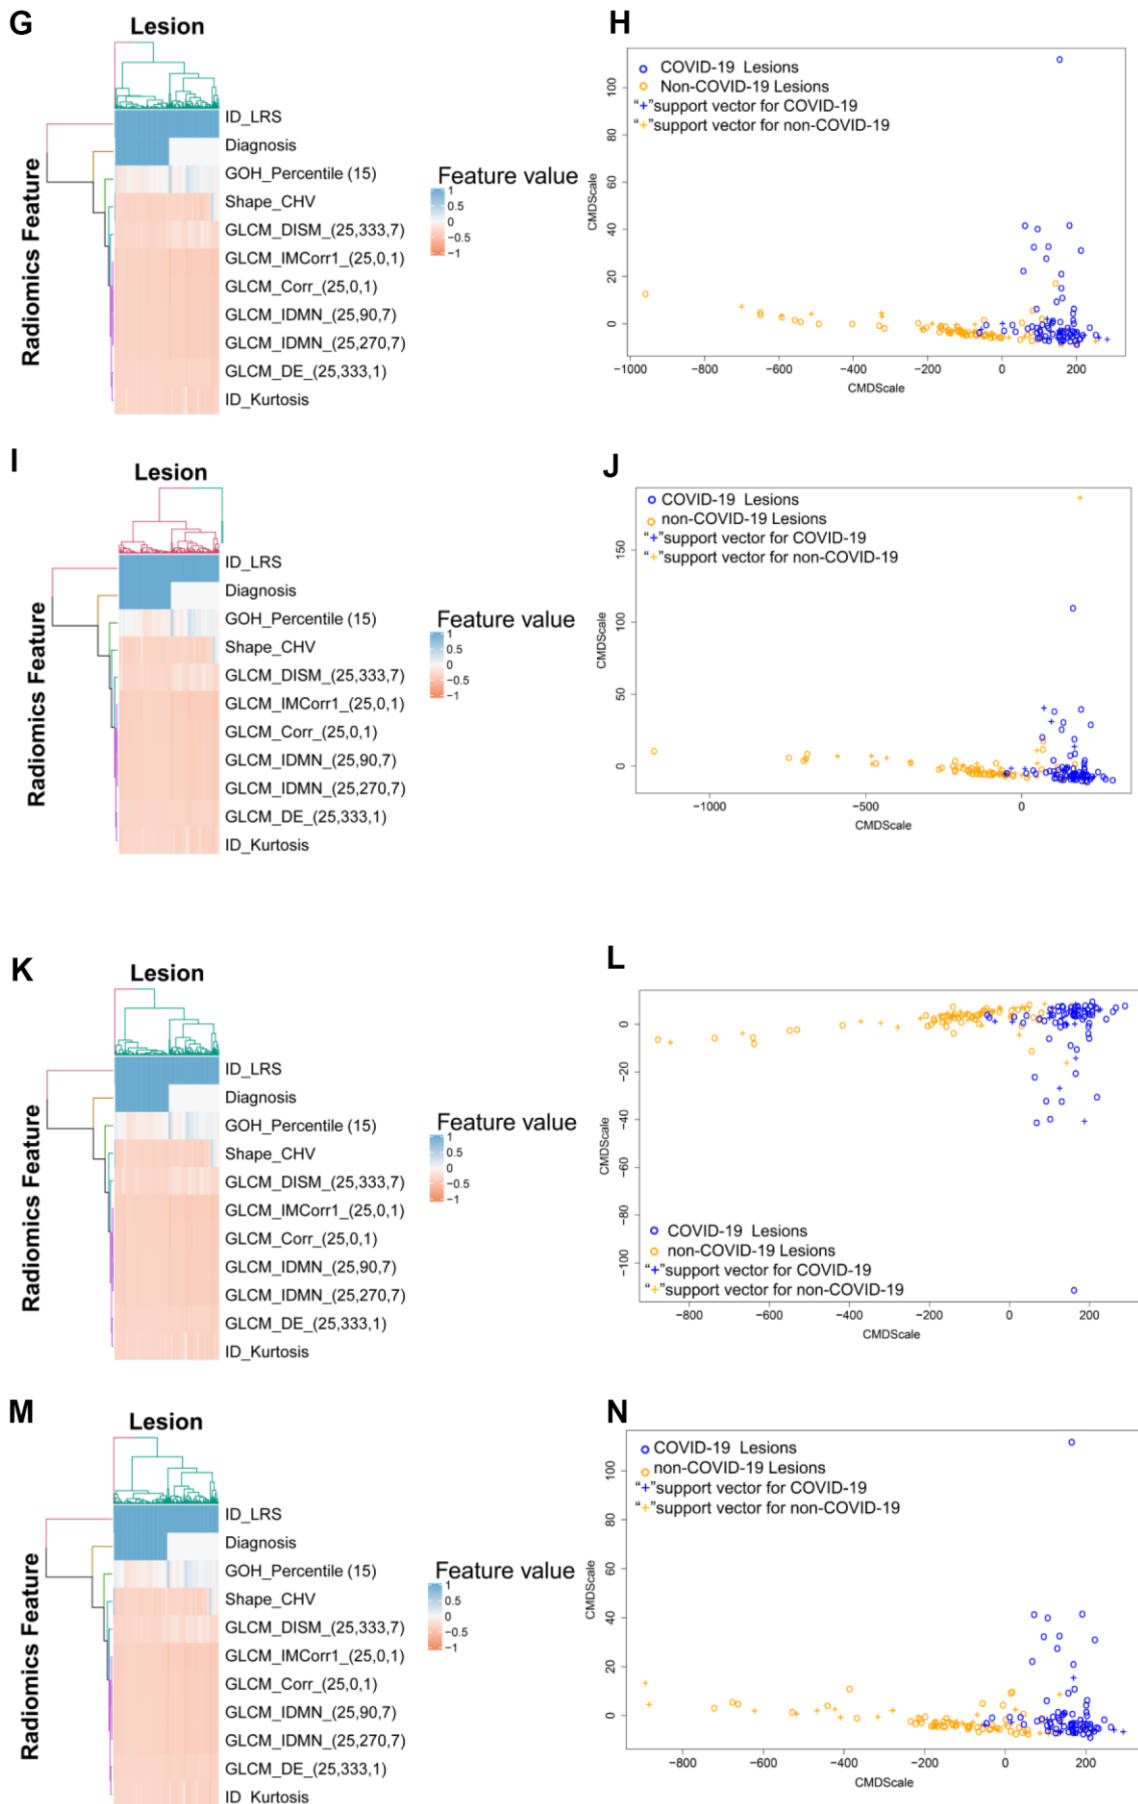 G
Lesion
ID_LRS
Diagnosis
GOH_Percentile (15)
Shape_CHV
GLCM_DISM_(25,333,7)
GLCM_IMCorr1_(25,0,1)
GLCM_Corr_(25,0,1)
GLCM_IDMN_(25,90,7)
GLCM_IDMN_(25,270,7)
GLCM_DE_(25,333,1)
ID_Kurtosis
Radiomics Feature
Feature value
1
0.5
0
−0.5
−1
H
COVID-19 Lesions
Non-COVID-19 Lesions
“+”support vector for COVID-19
“+”support vector for non-COVID-19
CMDScale
100
80
60
40
20
0
−1000 −800 −600 −400 −200 0 200
CMDScale
I
Lesion
ID_LRS
Diagnosis
GOH_Percentile (15)
Shape_CHV
GLCM_DISM_(25,333,7)
GLCM_IMCorr1_(25,0,1)
GLCM_Corr_(25,0,1)
GLCM_IDMN_(25,90,7)
GLCM_IDMN_(25,270,7)
GLCM_DE_(25,333,1)
ID_Kurtosis
Radiomics Feature
Feature value
1
0.5
0
−0.5
−1
J
COVID-19 Lesions
non-COVID-19 Lesions
“+”support vector for COVID-19
“+”support vector for non-COVID-19
CMDScale
150
100
50
0
−1000 −500 0
CMDScale
K
Lesion
ID_LRS
Diagnosis
GOH_Percentile (15)
Shape_CHV
GLCM_DISM_(25,333,7)
GLCM_IMCorr1_(25,0,1)
GLCM_Corr_(25,0,1)
GLCM_IDMN_(25,90,7)
GLCM_IDMN_(25,270,7)
GLCM_DE_(25,333,1)
ID_Kurtosis
Radiomics Feature
Feature value
1
0.5
0
−0.5
−1
L
CMDScale
0
−20
−40
−60
−80
−100
COVID-19 Lesions
non-COVID-19 Lesions
“+”support vector for COVID-19
“+”support vector for non-COVID-19
−800 −600 −400 −200 0 200
CMDScale
M
Lesion
ID_LRS
Diagnosis
GOH_Percentile (15)
Shape_CHV
GLCM_DISM_(25,333,7)
GLCM_IMCorr1_(25,0,1)
GLCM_Corr_(25,0,1)
GLCM_IDMN_(25,90,7)
GLCM_IDMN_(25,270,7)
GLCM_DE_(25,333,1)
ID_Kurtosis
Radiomics Feature
Feature value
1
0.5
0
−0.5
−1
N
COVID-19 Lesions
non-COVID-19 Lesions
“+”support vector for COVID-19
“+”support vector for non-COVID-19
CMDScale
100
80
60
40
20
0
−800 −600 −400 −200 0 200
CMDScale